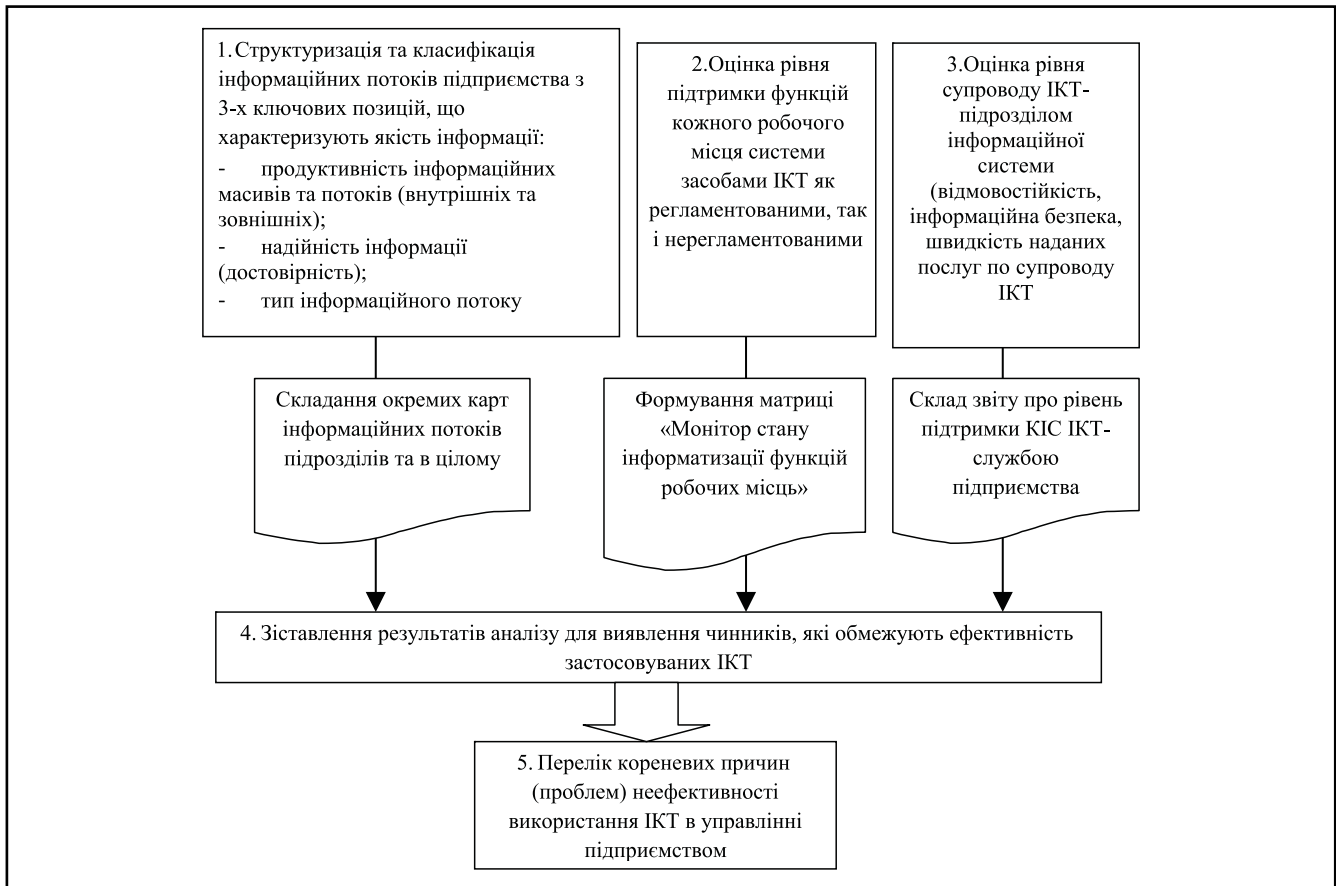 1. Структуризація та класифікація
інформаційних потоків підприємства з
3-х ключових позицій, що
характеризують якість інформації:
- продуктивність інформаційних
масивів та потоків (внутрішніх та
зовнішніх);
- надійність інформації
(достовірність);
- тип інформаційного потоку
2.Оцінка рівня
підтримки функцій
кожного робочого
місця системи
засобами ІКТ як
регламентованими, так
і нерегламентованими
3.Оцінка рівня
супроводу ІКТ-
підрозділом
інформаційної
системи
(відмовостійкість,
інформаційна безпека,
швидкість наданих
послуг по супроводу
ІКТ
Складання окремих карт
інформаційних потоків
підрозділів та в цілому
Формування матриці
«Монітор стану
інформатизації функцій
робочих місць»
Склад звіту про рівень
підтримки КІС ІКТ-
службою
підприємства
4. Зіставлення результатів аналізу для виявлення чинників, які обмежують ефективність
застосовуваних ІКТ
5. Перелік кореневих причин
(проблем) неефективності
використання ІКТ в управлінні
підприємством